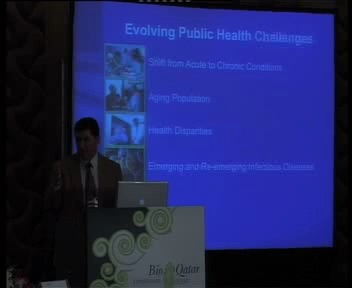 Evolving Public Health Challenges
Shift from Acute to Chronic Conditions
Aging Population
Health Disparities
Emerging and Re-emerging Infectious Diseases
Qatar